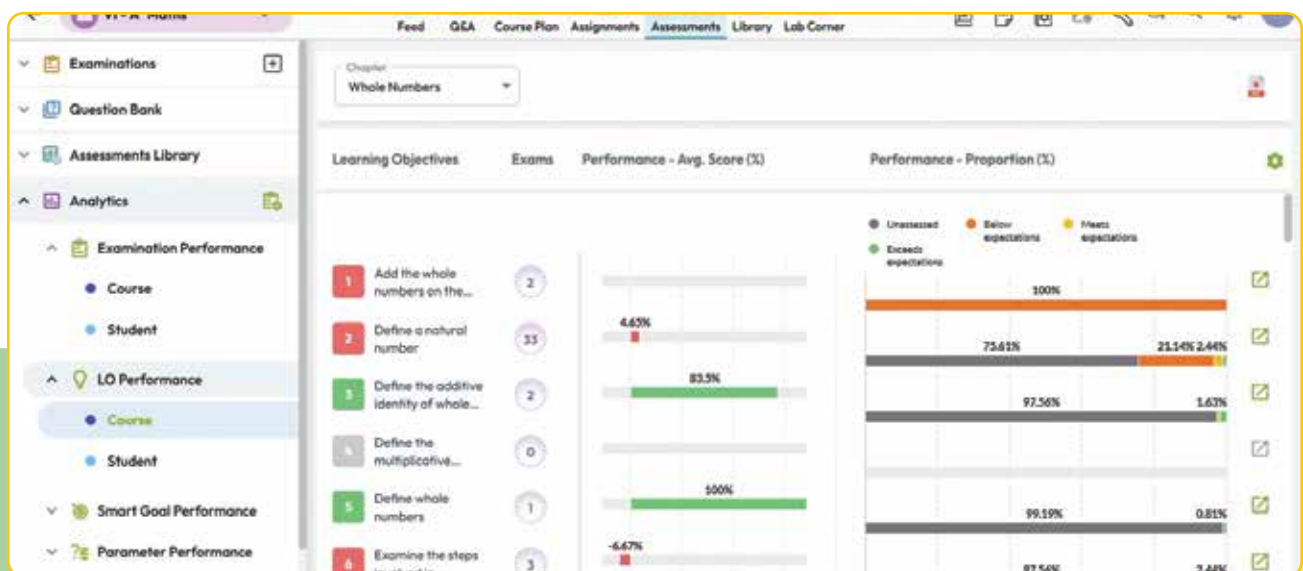 VI - A Maths
Feed Q&A Course Plan Assignments Assessments Library Lab Corner
Examinations
Question Bank
Assessments Library
Analytics
Examination Performance
Course
Student
LO Performance
Course
Student
Smart Goal Performance
Parameter Performance
Chapter
Whole Numbers
Learning Objectives Exams Performance - Avg. Score (%) Performance - Proportion (%)
Unassessed Below expectations Meets expectations
Exceeds expectations
1 Add the whole numbers on the... 2
100%
2 Define a natural number 33
4.65%
75.61% 21.14% 2.44%
3 Define the additive identity of whole... 2
83.5%
97.56% 1.63%
4 Define the multiplicative... 0
5 Define whole numbers 1
100%
99.19% 0.81%
6 Examine the steps 3
-6.67%
97.56% 2.44%